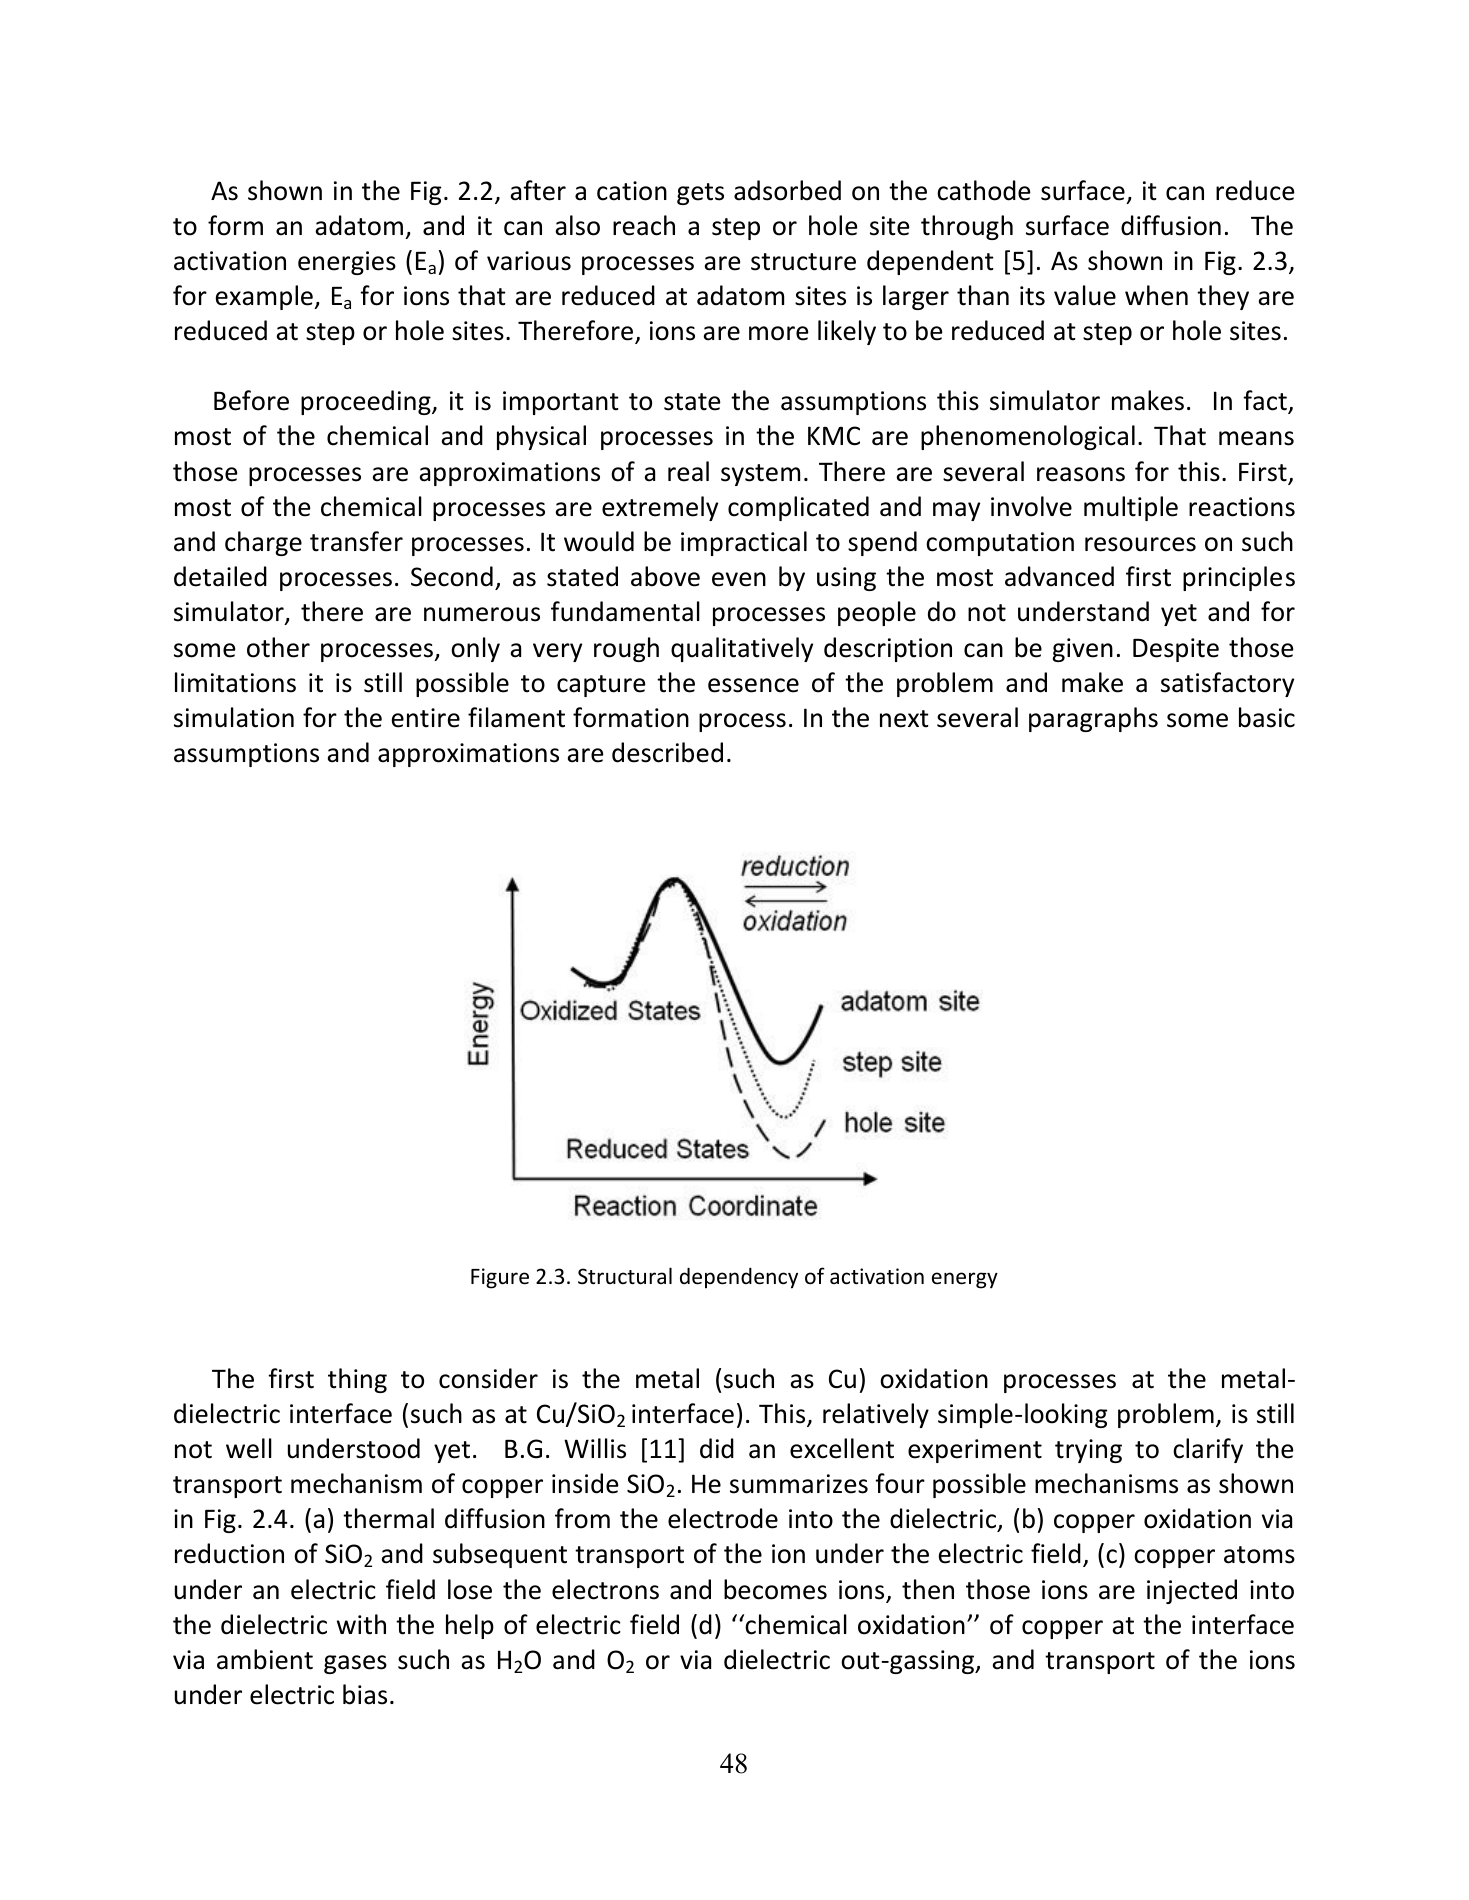 As shown in the Fig. 2.2, after a cation gets adsorbed on the cathode surface, it can reduce
to form an adatom, and it can also reach a step or hole site through surface diffusion. The
activation energies (Eₐ) of various processes are structure dependent [5]. As shown in Fig. 2.3,
for example, Eₐ for ions that are reduced at adatom sites is larger than its value when they are
reduced at step or hole sites. Therefore, ions are more likely to be reduced at step or hole sites.
Before proceeding, it is important to state the assumptions this simulator makes. In fact,
most of the chemical and physical processes in the KMC are phenomenological. That means
those processes are approximations of a real system. There are several reasons for this. First,
most of the chemical processes are extremely complicated and may involve multiple reactions
and charge transfer processes. It would be impractical to spend computation resources on such
detailed processes. Second, as stated above even by using the most advanced first principles
simulator, there are numerous fundamental processes people do not understand yet and for
some other processes, only a very rough qualitatively description can be given. Despite those
limitations it is still possible to capture the essence of the problem and make a satisfactory
simulation for the entire filament formation process. In the next several paragraphs some basic
assumptions and approximations are described.
reduction
oxidation
Energy
Oxidized States
adatom site
step site
hole site
Reduced States
Reaction Coordinate
Figure 2.3. Structural dependency of activation energy
The first thing to consider is the metal (such as Cu) oxidation processes at the metal-
dielectric interface (such as at Cu/SiO₂ interface). This, relatively simple-looking problem, is still
not well understood yet. B.G. Willis [11] did an excellent experiment trying to clarify the
transport mechanism of copper inside SiO₂. He summarizes four possible mechanisms as shown
in Fig. 2.4. (a) thermal diffusion from the electrode into the dielectric, (b) copper oxidation via
reduction of SiO₂ and subsequent transport of the ion under the electric field, (c) copper atoms
under an electric field lose the electrons and becomes ions, then those ions are injected into
the dielectric with the help of electric field (d) ‘‘chemical oxidation’’ of copper at the interface
via ambient gases such as H₂O and O₂ or via dielectric out-gassing, and transport of the ions
under electric bias.
48